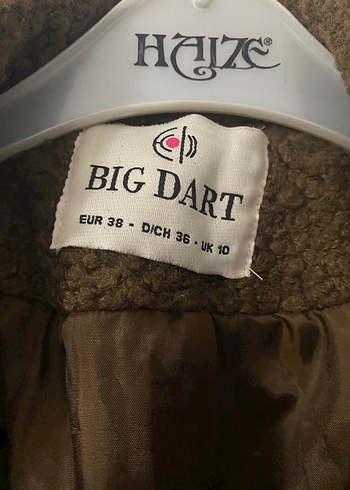 HAIZE®
BIG DART
EUR 38 - D/CH 36 - UK 10